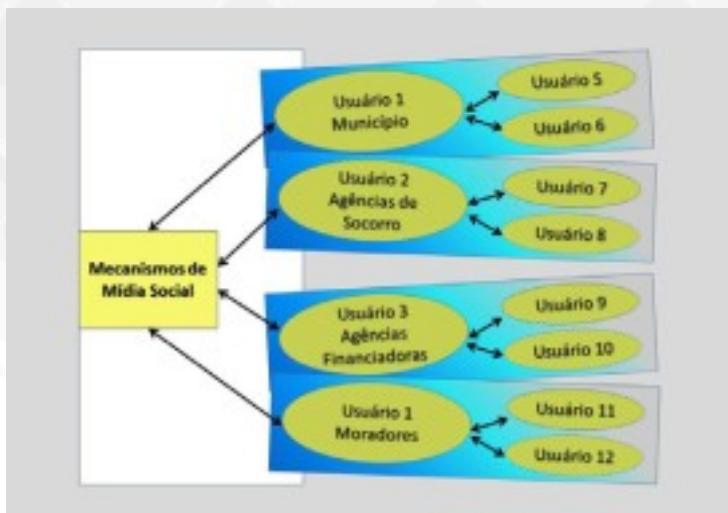 Mecanismos de
Mídia Social
Usuário 1
Município
Usuário 5
Usuário 6
Usuário 2
Agências de
Socorro
Usuário 7
Usuário 8
Usuário 3
Agências
Financiadoras
Usuário 9
Usuário 10
Usuário 1
Moradores
Usuário 11
Usuário 12